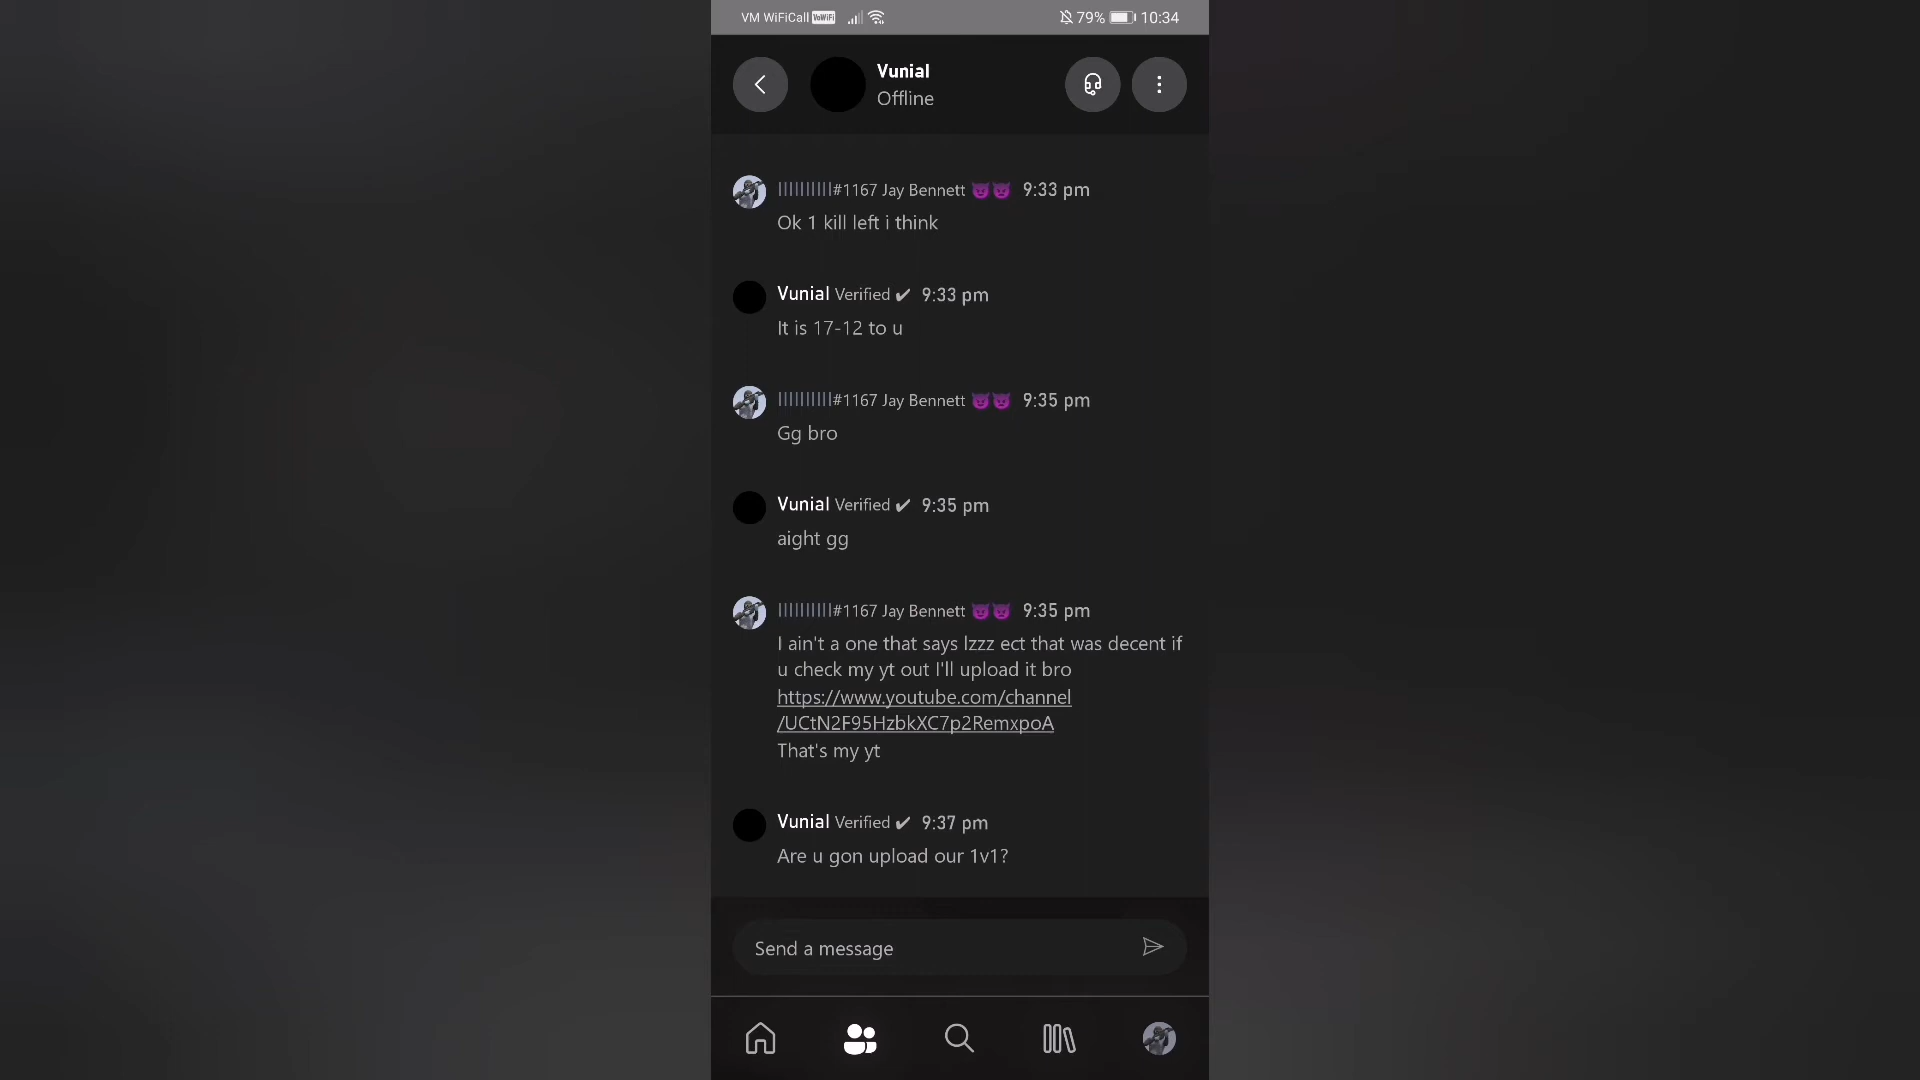 VM WiFiCall VoWiFi 79% 10:34
Vunial
Offline
||||||||||#1167 Jay Bennett 😈😈 9:33 pm
Ok 1 kill left i think
Vunial Verified ✔ 9:33 pm
It is 17-12 to u
||||||||||#1167 Jay Bennett 😈😈 9:35 pm
Gg bro
Vunial Verified ✔ 9:35 pm
aight gg
||||||||||#1167 Jay Bennett 😈😈 9:35 pm
I ain't a one that says lzzz ect that was decent if
u check my yt out I'll upload it bro
https://www.youtube.com/channel
/UCtN2F95HzbkXC7p2RemxpoA
That's my yt
Vunial Verified ✔ 9:37 pm
Are u gon upload our 1v1?
Send a message